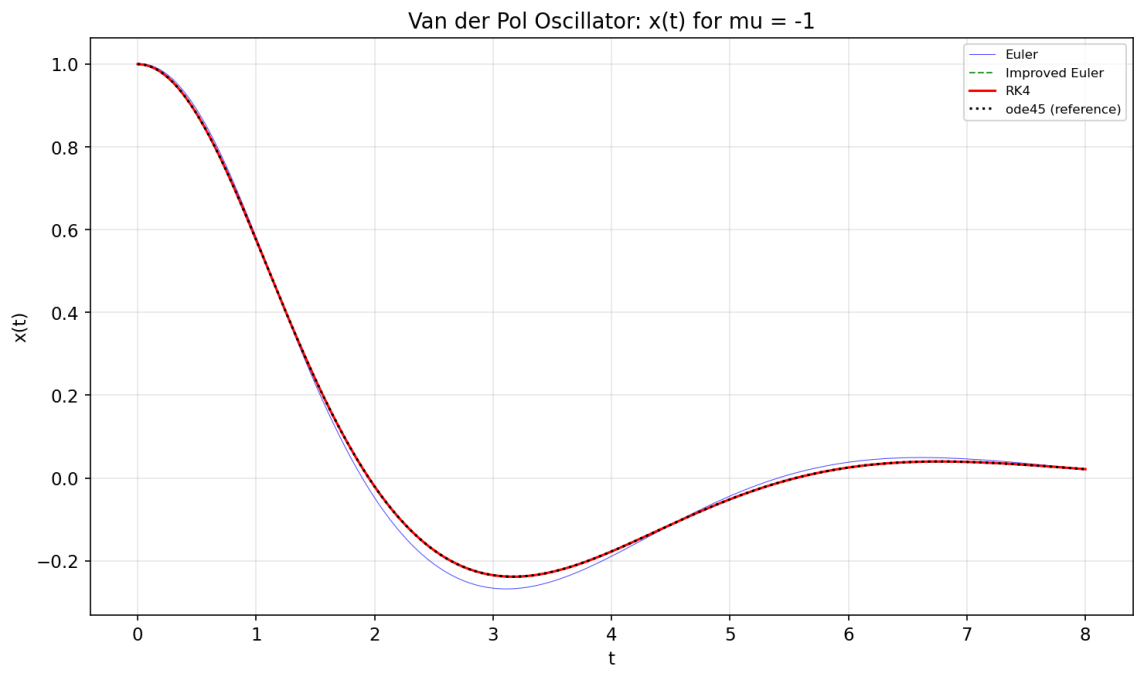 Van der Pol Oscillator: x(t) for mu = -1
Euler
Improved Euler
RK4
ode45 (reference)
1.0
0.8
0.6
0.4
0.2
0.0
−0.2
x(t)
0 1 2 3 4 5 6 7 8
t